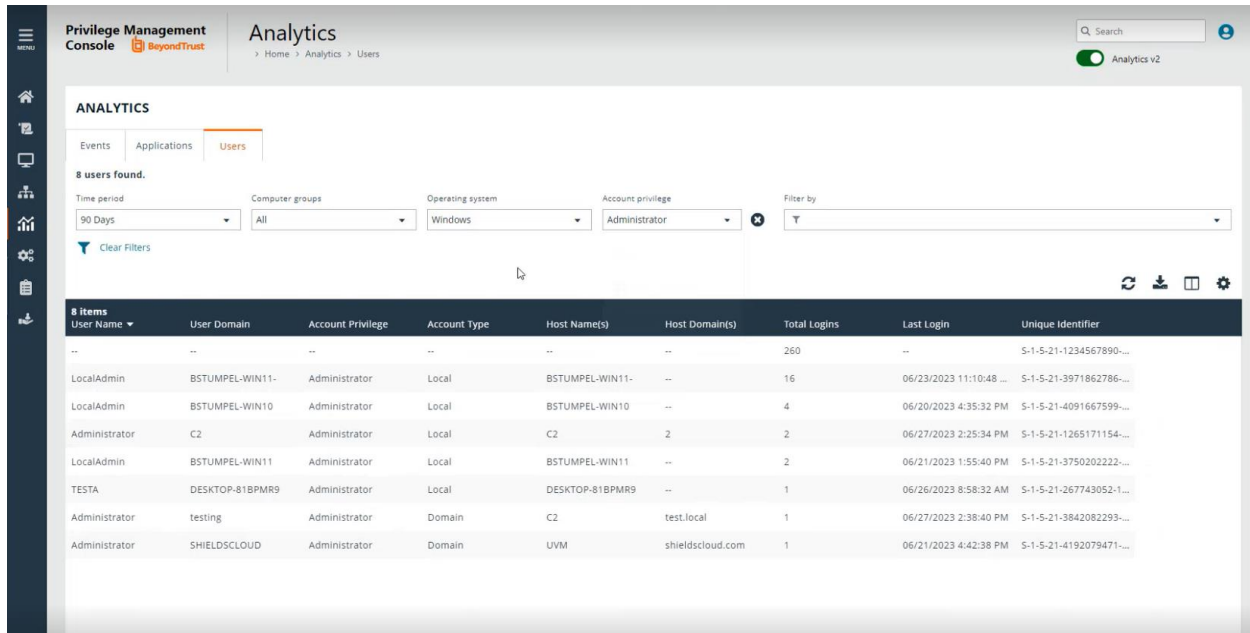 MENU
Privilege Management
Console BeyondTrust
Analytics
> Home > Analytics > Users
Search
Analytics v2
ANALYTICS
Events Applications Users
8 users found.
Time period Computer groups Operating system Account privilege Filter by
90 Days All Windows Administrator
Clear Filters
8 items
User Name User Domain Account Privilege Account Type Host Name(s) Host Domain(s) Total Logins Last Login Unique Identifier
-- -- -- -- -- -- 260 -- S-1-5-21-1234567890-...
LocalAdmin BSTUMPEL-WIN11- Administrator Local BSTUMPEL-WIN11- -- 16 06/23/2023 11:10:48 ... S-1-5-21-3971862786-...
LocalAdmin BSTUMPEL-WIN10 Administrator Local BSTUMPEL-WIN10 -- 4 06/20/2023 4:35:32 PM S-1-5-21-4091667599-...
Administrator C2 Administrator Local C2 2 2 06/27/2023 2:25:34 PM S-1-5-21-1265171154-...
LocalAdmin BSTUMPEL-WIN11 Administrator Local BSTUMPEL-WIN11 -- 2 06/21/2023 1:55:40 PM S-1-5-21-3750202222-...
TESTA DESKTOP-81BPMR9 Administrator Local DESKTOP-81BPMR9 -- 1 06/26/2023 8:58:32 AM S-1-5-21-267743052-1...
Administrator testing Administrator Domain C2 test.local 1 06/27/2023 2:38:40 PM S-1-5-21-3842082293-...
Administrator SHIELDSCLOUD Administrator Domain UVM shieldscloud.com 1 06/21/2023 4:42:38 PM S-1-5-21-4192079471-...